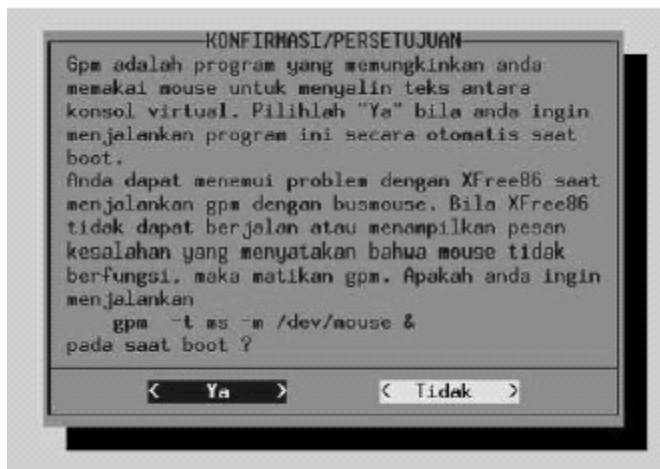 KONFIRMASI/PERSETUJUAN
Gpm adalah program yang memungkinkan anda
memakai mouse untuk menyalin teks antara
konsol virtual. Pilihlah "Ya" bila anda ingin
menjalankan program ini secara otomatis saat
boot.
Anda dapat menemui problem dengan XFree86 saat
menjalankan gpm dengan busmouse. Bila XFree86
tidak dapat berjalan atau menampilkan pesan
kesalahan yang menyatakan bahwa mouse tidak
berfungsi, maka matikan gpm. Apakah anda ingin
menjalankan
gpm -t ms -m /dev/mouse &
pada saat boot ?
< Ya > < Tidak >